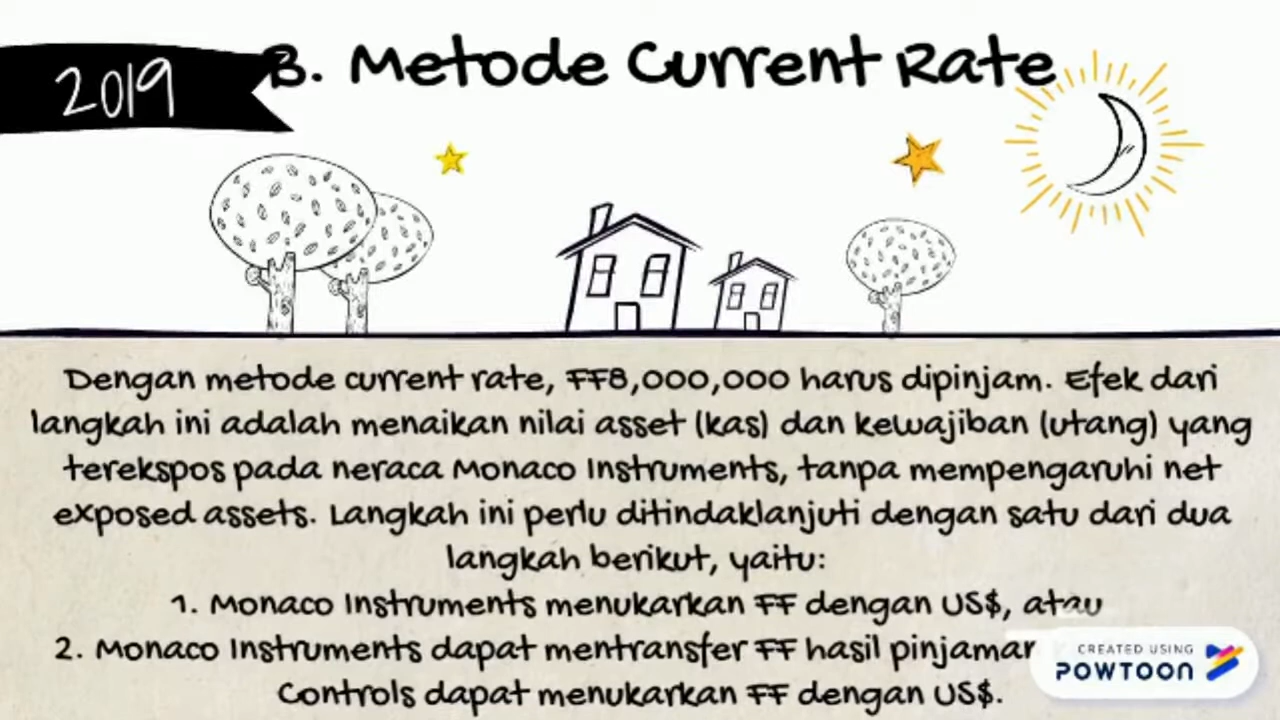 2019
B. Metode Current Rate
Dengan metode current rate, FF8,000,000 harus dipinjam. Efek dari
langkah ini adalah menaikan nilai asset (kas) dan kewajiban (utang) yang
terekspos pada neraca Monaco Instruments, tanpa mempengaruhi net
exposed assets. Langkah ini perlu ditindaklanjuti dengan satu dari dua
langkah berikut, yaitu:
1. Monaco Instruments menukarkan FF dengan US$, atau
2. Monaco Instruments dapat mentransfer FF hasil
Controls dapat menukarkan FF dengan US$.
CREATED USING
POWTOON